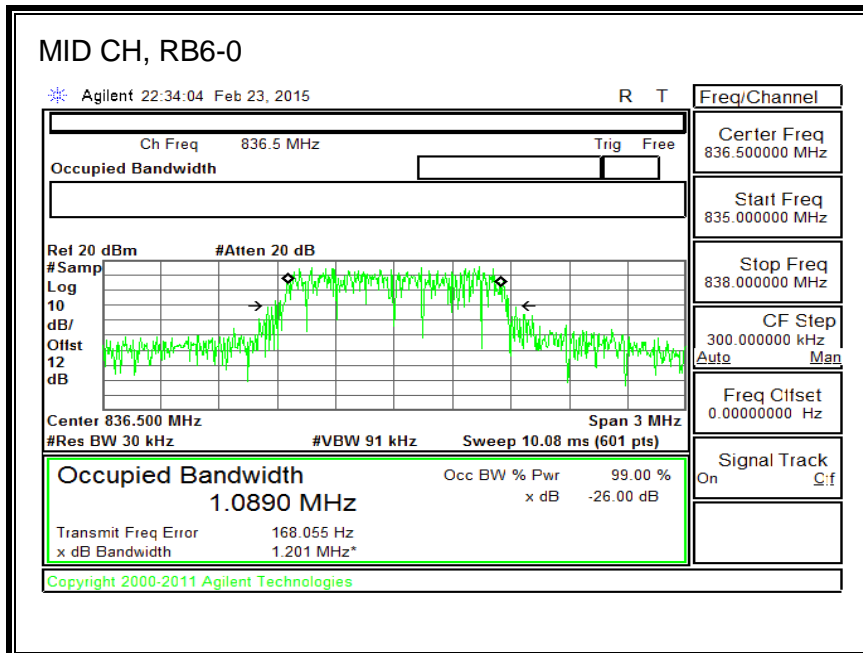 MID CH, RB6-0
Agilent 22:34:04 Feb 23, 2015 R T
Freq/Channel
Ch Freq 836.5 MHz Trig Free
Occupied Bandwidth
Center Freq
836.500000 MHz
Start Freq
835.000000 MHz
Stop Freq
838.000000 MHz
CF Step
300.000000 kHz
Auto Man
Freq Offset
0.00000000 Hz
Signal Track
On Off
Ref 20 dBm #Atten 20 dB
#Samp
Log
10
dB/
Offst
12
dB
Center 836.500 MHz Span 3 MHz
#Res BW 30 kHz #VBW 91 kHz Sweep 10.08 ms (601 pts)
Occupied Bandwidth
1.0890 MHz
Occ BW % Pwr 99.00 %
x dB -26.00 dB
Transmit Freq Error 168.055 Hz
x dB Bandwidth 1.201 MHz*
Copyright 2000-2011 Agilent Technologies